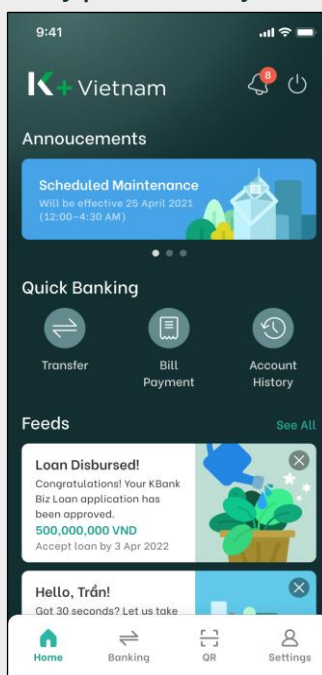 9:41
K+ Vietnam
8
Annoucements
Scheduled Maintenance
Will be effective 25 April 2021
(12:00-4:30 AM)
Quick Banking
Transfer
Bill
Payment
Account
History
Feeds
See All
Loan Disbursed!
Congratulations! Your KBank
Biz Loan application has
been approved.
500,000,000 VND
Accept loan by 3 Apr 2022
Hello, Trần!
Got 30 seconds? Let us take
Home
Banking
QR
Settings